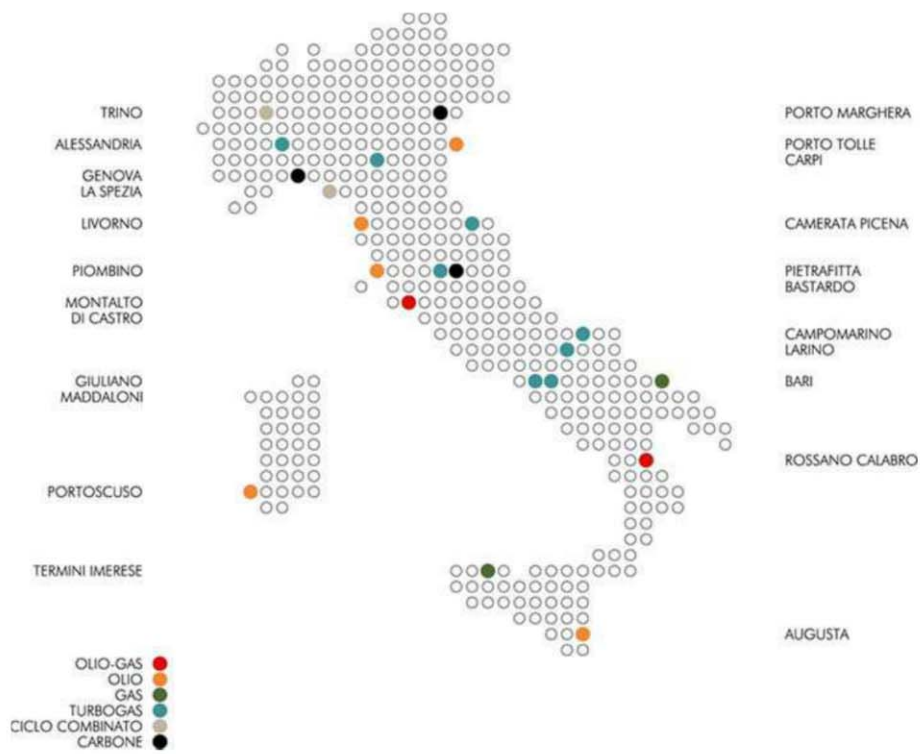 TRINO
ALESSANDRIA
GENOVA
LA SPEZIA
LIVORNO
PIOMBINO
MONTALTO
DI CASTRO
GIULIANO
MADDALONI
PORTOSCUSO
TERMINI IMERESE
PORTO MARGHERA
PORTO TOLLE
CARPI
CAMERATA PICENA
PIETRAFITTA
BASTARDO
CAMPOMARINO
LARINO
BARI
ROSSANO CALABRO
AUGUSTA
OLIO-GAS
OLIO
GAS
TURBOGAS
CICLO COMBINATO
CARBONE